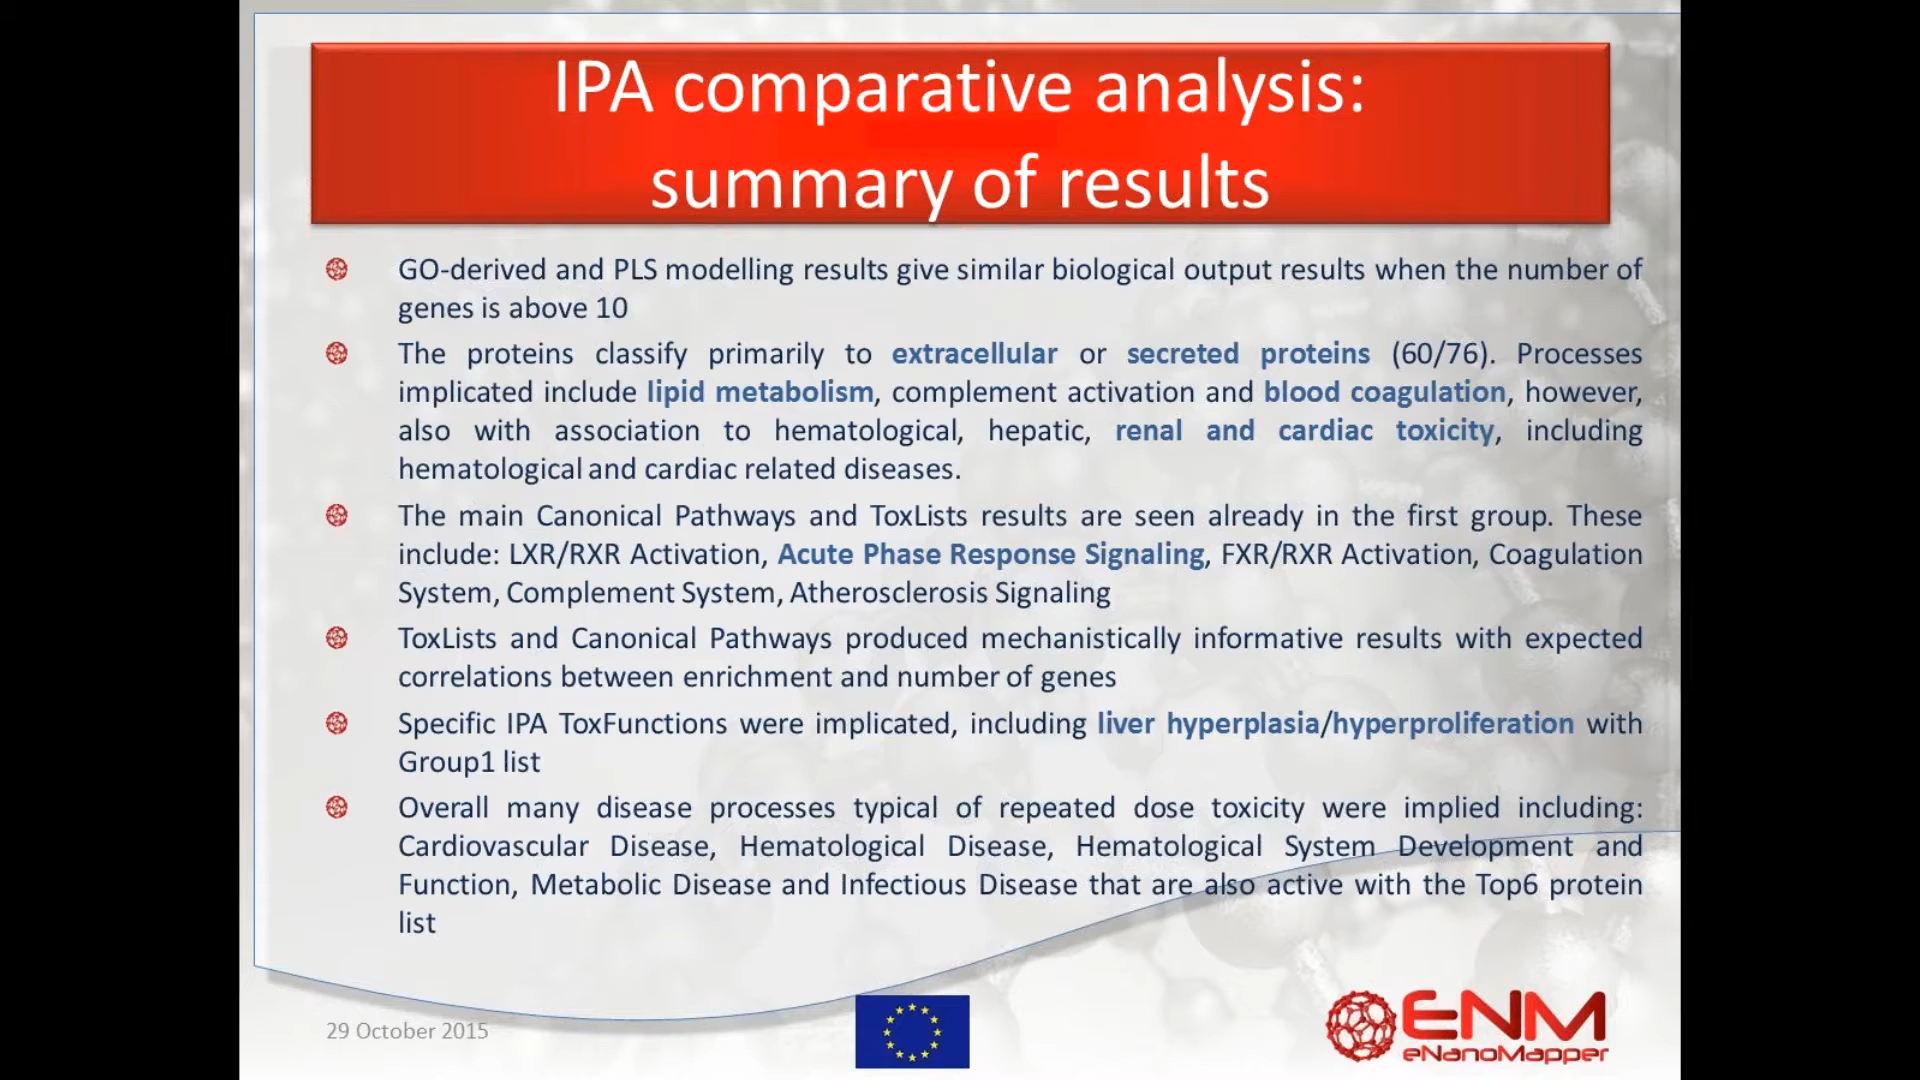 IPA comparative analysis:
summary of results
GO-derived and PLS modelling results give similar biological output results when the number of
genes is above 10
The proteins classify primarily to extracellular or secreted proteins (60/76). Processes
implicated include lipid metabolism, complement activation and blood coagulation, however,
also with association to hematological, hepatic, renal and cardiac toxicity, including
hematological and cardiac related diseases.
The main Canonical Pathways and ToxLists results are seen already in the first group. These
include: LXR/RXR Activation, Acute Phase Response Signaling, FXR/RXR Activation, Coagulation
System, Complement System, Atherosclerosis Signaling
ToxLists and Canonical Pathways produced mechanistically informative results with expected
correlations between enrichment and number of genes
Specific IPA ToxFunctions were implicated, including liver hyperplasia/hyperproliferation with
Group1 list
Overall many disease processes typical of repeated dose toxicity were implied including:
Cardiovascular Disease, Hematological Disease, Hematological System Development and
Function, Metabolic Disease and Infectious Disease that are also active with the Top6 protein
list
29 October 2015
ENM
eNanoMapper